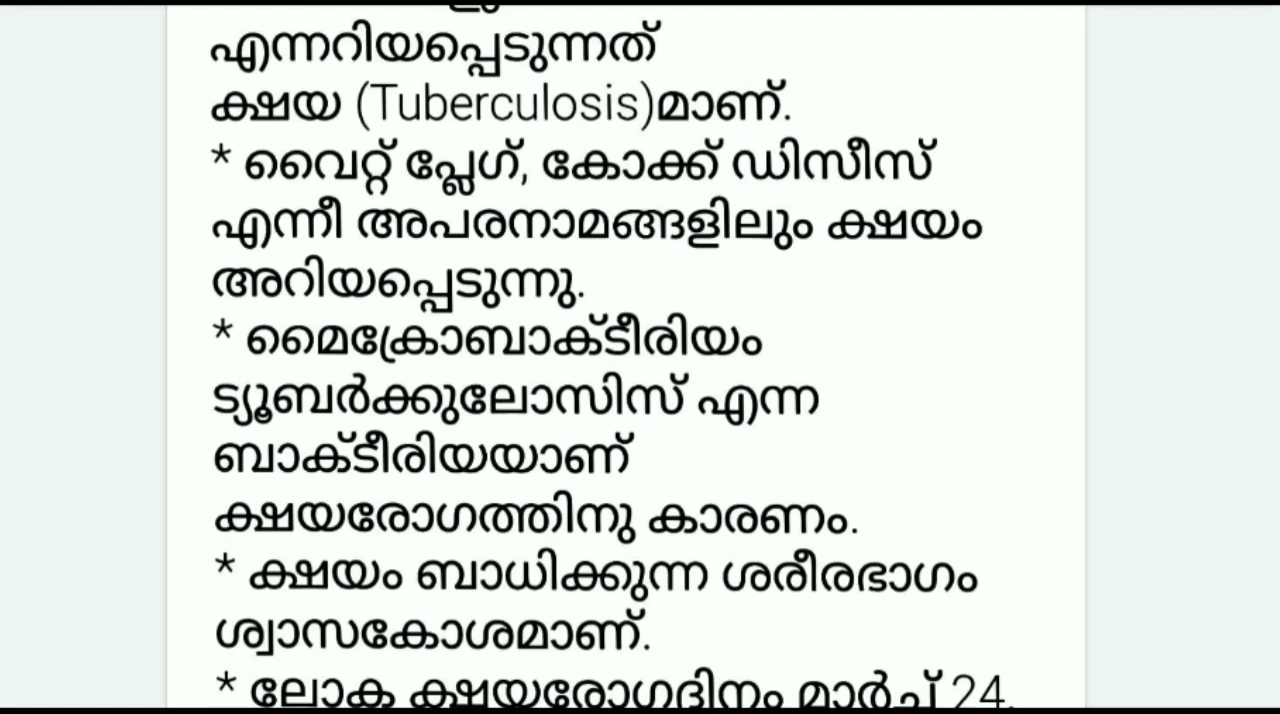 എന്നറിയപ്പെടുന്നത്
ക്ഷയ (Tuberculosis)മാണ്.
* വൈറ്റ് പ്ലേഗ്, കോക്ക് ഡിസീസ്
എന്നീ അപരനാമങ്ങളിലും ക്ഷയം
അറിയപ്പെടുന്നു.
* മൈക്രോബാക്ടീരിയം
ട്യൂബർക്കുലോസിസ് എന്ന
ബാക്ടീരിയയാണ്
ക്ഷയരോഗത്തിനു കാരണം.
* ക്ഷയം ബാധിക്കുന്ന ശരീരഭാഗം
ശ്വാസകോശമാണ്.
* ലോക ക്ഷയരോഗദിനം മാർച് 24.